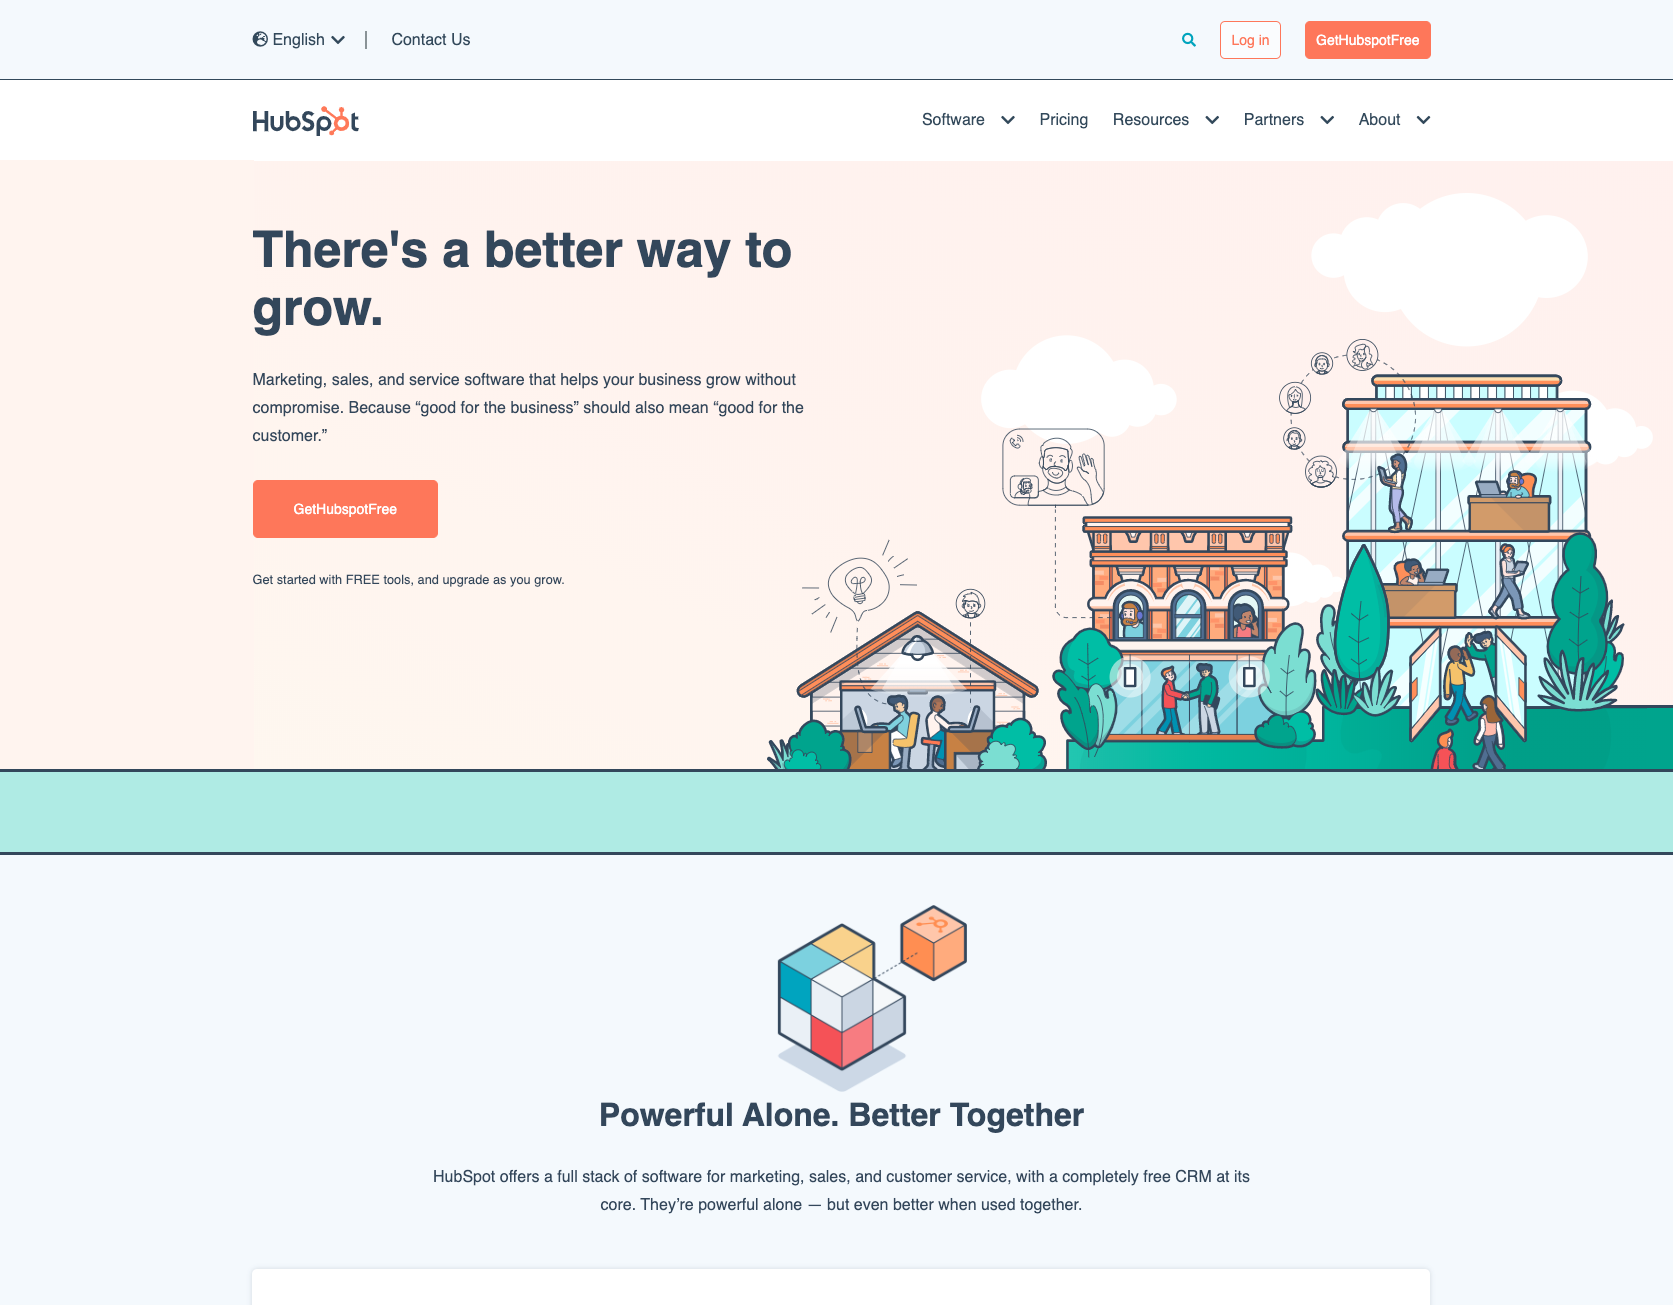 English | Contact Us
Log in
GetHubspotFree
HubSpot
Software
Pricing
Resources
Partners
About
There's a better way to
grow.
Marketing, sales, and service software that helps your business grow without
compromise. Because “good for the business” should also mean “good for the
customer.”
GetHubspotFree
Get started with FREE tools, and upgrade as you grow.
Powerful Alone. Better Together
HubSpot offers a full stack of software for marketing, sales, and customer service, with a completely free CRM at its
core. They’re powerful alone — but even better when used together.